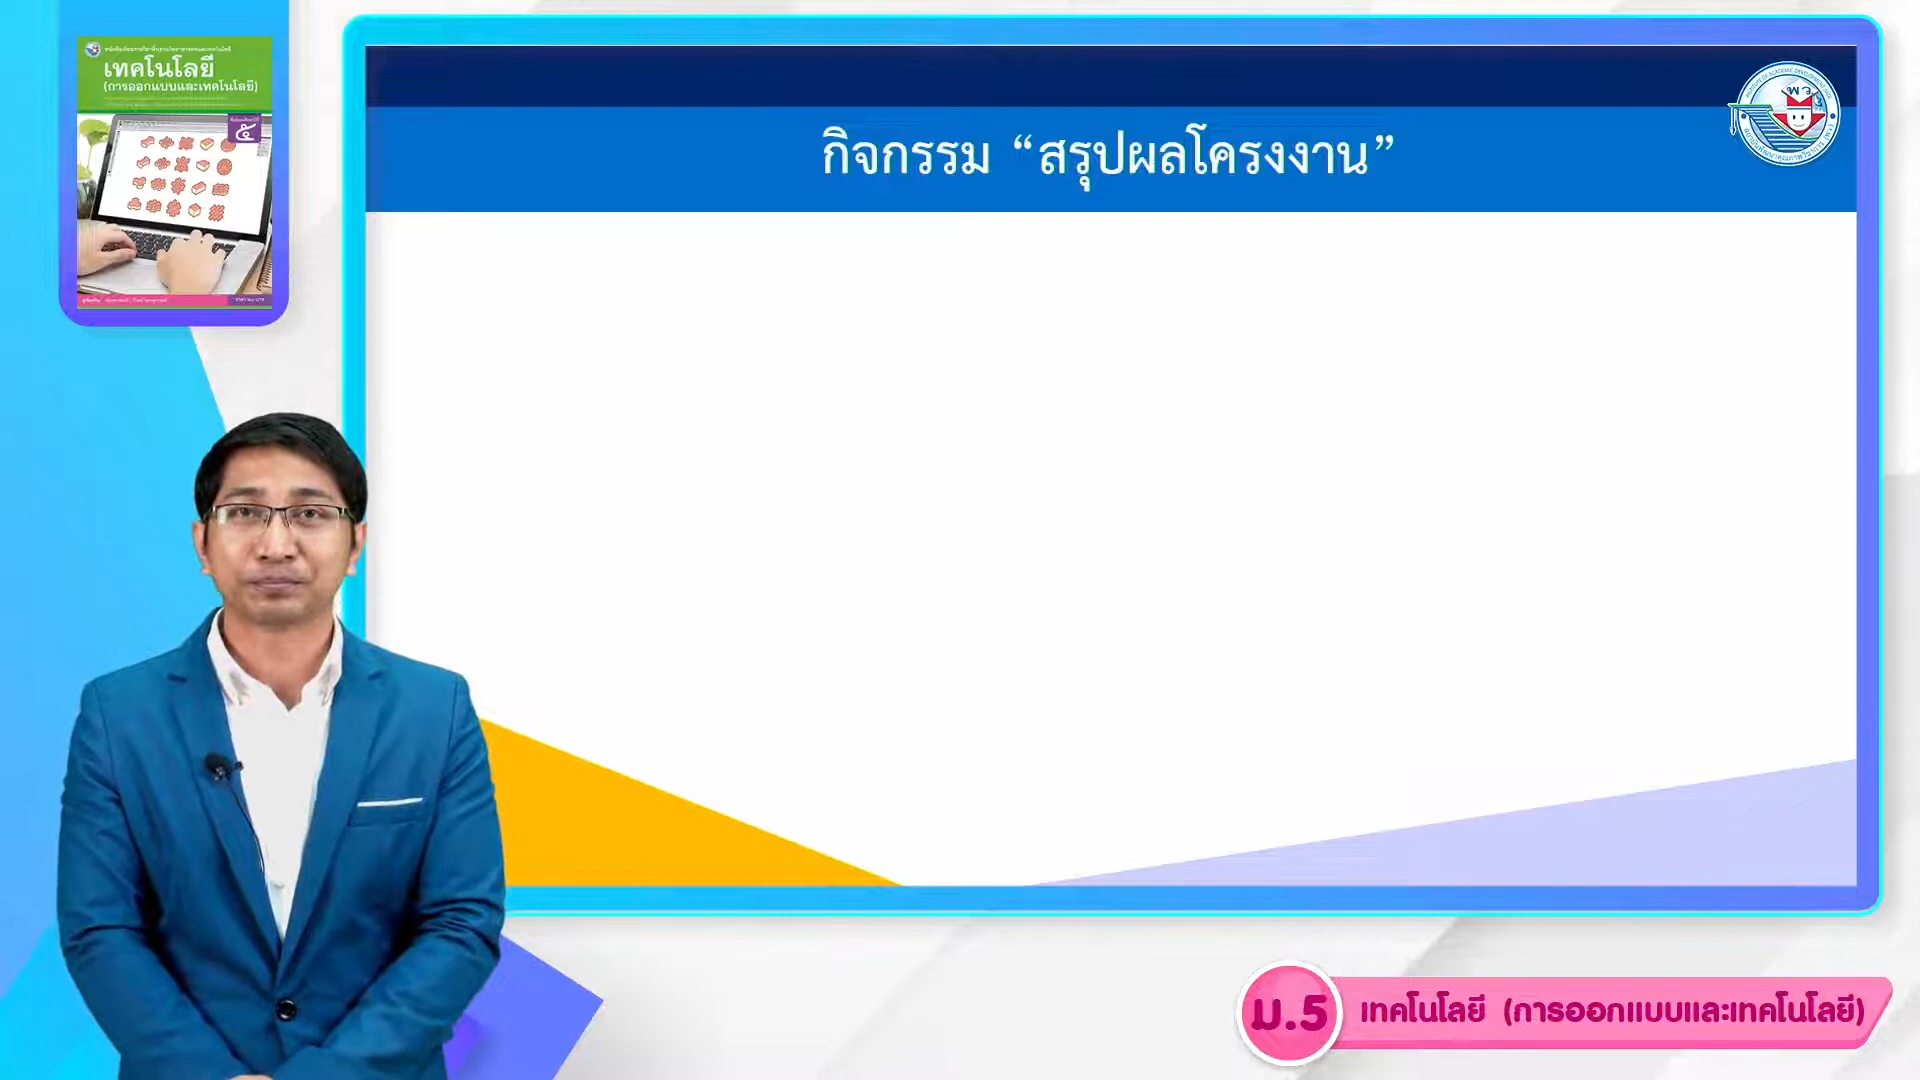 เทคโนโลยี
(การออกแบบและเทคโนโลยี)
๕
กิจกรรม “สรุปผลโครงงาน”
พว
ม.5 เทคโนโลยี (การออกแบบและเทคโนโลยี)